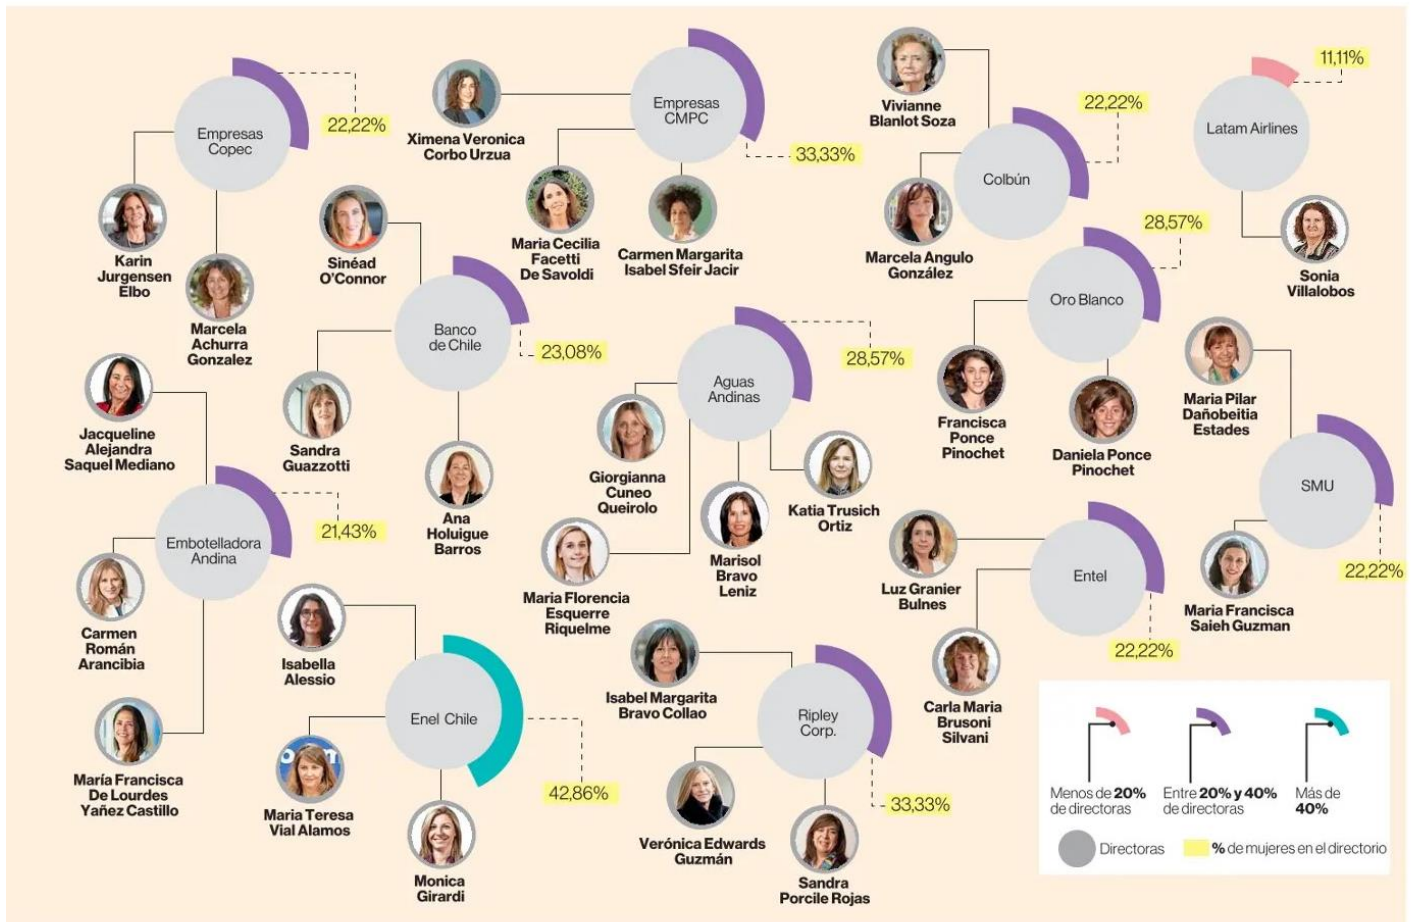 Empresas
Copec
22,22%
Karin
Jurgensen
Elbo
Marcela
Achurra
Gonzalez
Ximena Veronica
Corbo Urzua
Empresas
CMPC
33,33%
Maria Cecilia
Facetti
De Savoldi
Carmen Margarita
Isabel Sfeir Jacir
Vivianne
Blanlot Soza
Colbún
22,22%
Marcela Angulo
González
Latam Airlines
11,11%
Sonia
Villalobos
Sinéad
O'Connor
Banco
de Chile
23,08%
Sandra
Guazzotti
Ana
Holuigue
Barros
Aguas
Andinas
28,57%
Giorgianna
Cuneo
Queirolo
Maria Florencia
Esquerre
Riquelme
Marisol
Bravo
Leniz
Katia Trusich
Ortiz
Oro Blanco
28,57%
Francisca
Ponce
Pinochet
Daniela Ponce
Pinochet
Maria Pilar
Dañobeitia
Estades
SMU
22,22%
Maria Francisca
Saieh Guzman
Jacqueline
Alejandra
Saquel Mediano
Embotelladora
Andina
21,43%
Carmen
Román
Arancibia
María Francisca
De Lourdes
Yañez Castillo
Isabella
Alessio
Enel Chile
42,86%
Maria Teresa
Vial Alamos
Monica
Girardi
Isabel Margarita
Bravo Collao
Ripley
Corp.
33,33%
Verónica Edwards
Guzmán
Sandra
Porcile Rojas
Luz Granier
Bulnes
Entel
22,22%
Carla Maria
Brusoni
Silvani
Menos de 20%
de directoras
Entre 20% y 40%
de directoras
Más de
40%
Directoras
% de mujeres en el directorio